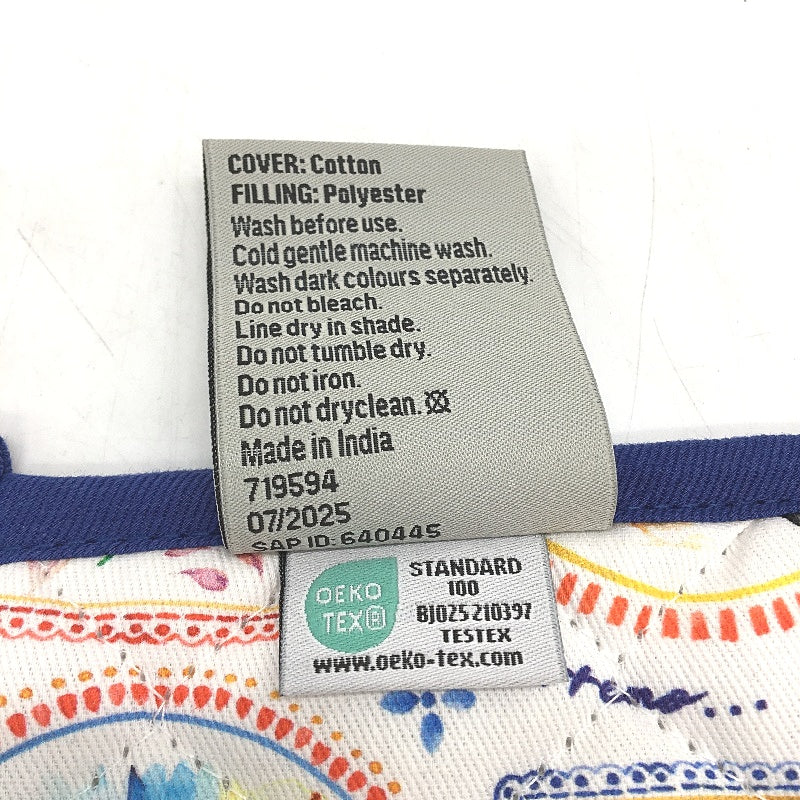 COVER: Cotton
FILLING: Polyester
Wash before use.
Cold gentle machine wash.
Wash dark colours separately.
Do not bleach.
Line dry in shade.
Do not tumble dry.
Do not iron.
Do not dryclean.
Made in India
719594
07/2025
SAP ID: 640445
OEKO
TEX®
STANDARD
100
BJ025 210397
TESTEX
www.oeko-tex.com